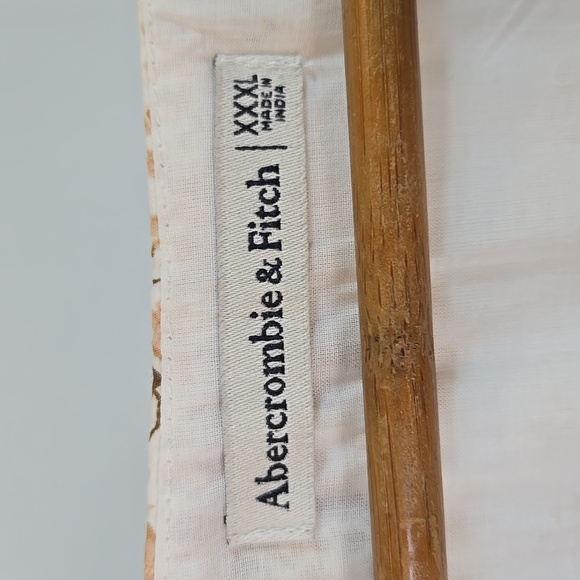 Abercrombie & Fitch | XXXL
MADE IN
INDIA